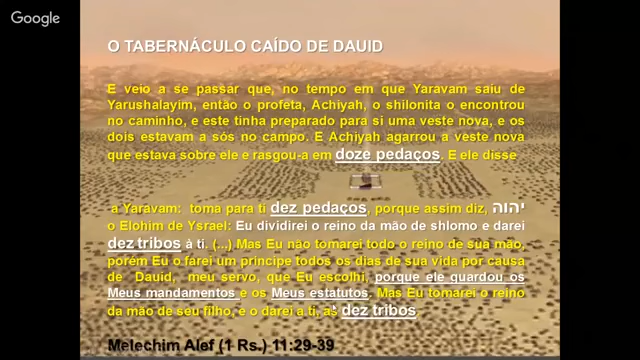 Google
O TABERNÁCULO CAÍDO DE DAUID
E veio a se passar que, no tempo em que Yaravam saiu de
Yarushalayim, então o profeta, Achiyah, o shilonita o encontrou
no caminho, e este tinha preparado para si uma veste nova, e os
dois estavam a sós no campo. E Achiyah agarrou a veste nova
que estava sobre ele e rasgou-a em doze pedaços. E ele disse
a Yaravam: toma para ti dez pedaços, porque assim diz, יהוה
o Elohim de Ysrael: Eu dividirei o reino da mão de shlomo e darei
dez tribos à ti. (...) Mas Eu não tomarei todo o reino de sua mão,
porém Eu o farei um príncipe todos os dias de sua vida por causa
de Dauid, meu servo, que Eu escolhi, porque ele guardou os
Meus mandamentos e os Meus estatutos. Mas Eu tomarei o reino
da mão de seu filho, e o darei a ti, as dez tribos.
Melechim Alef (1 Rs.) 11:29-39